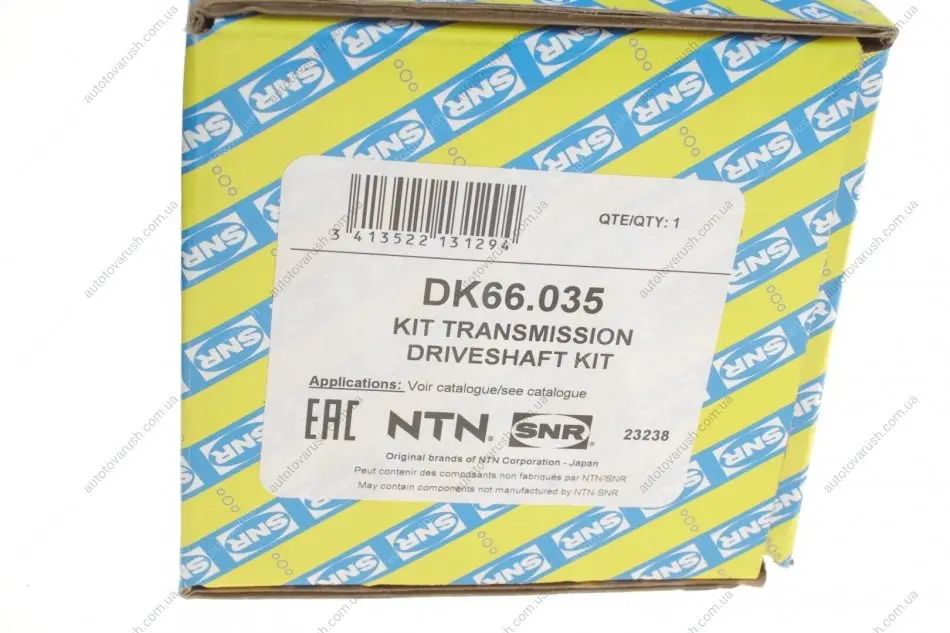 3 413522 131294
QTE/QTY: 1
DK66.035
KIT TRANSMISSION
DRIVESHAFT KIT
Applications: Voir catalogue/see catalogue
EAC NTN® SNR® 23238
Original brands of NTN Corporation - Japan
Peut contenir des composants non fabriqués par NTN-SNR
May contain components not manufactured by NTN-SNR
SNR
autotovarush.com.ua